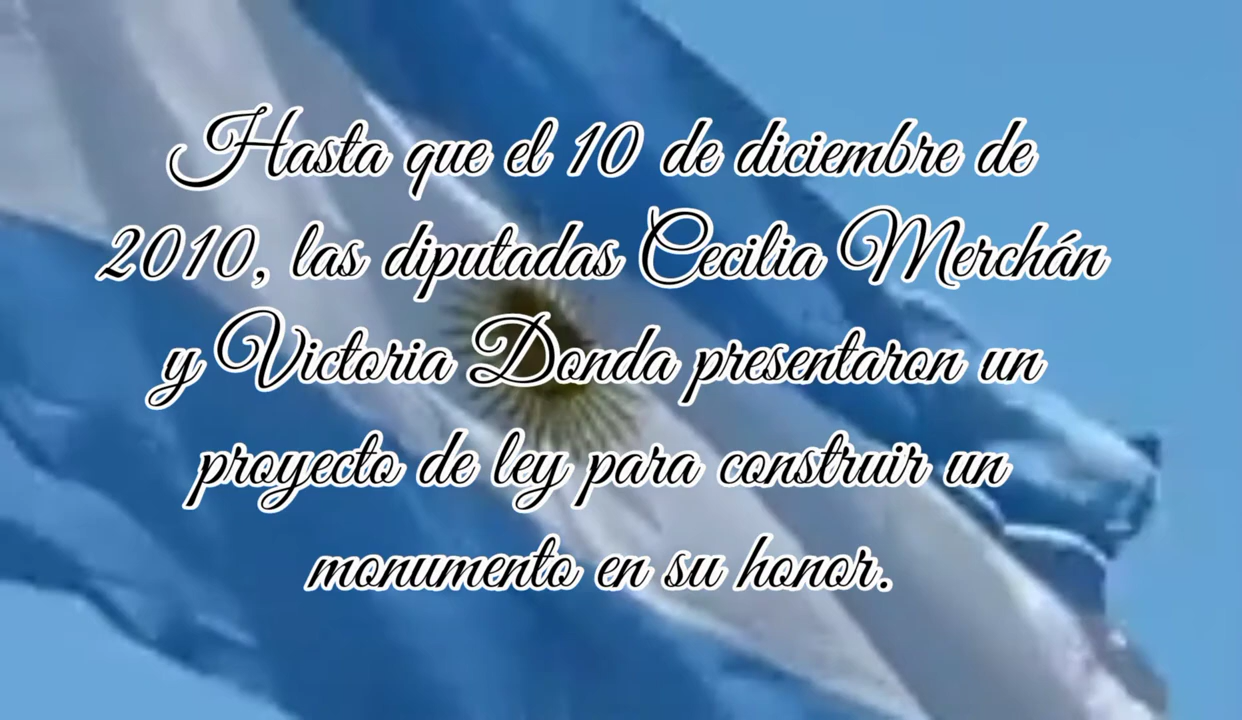 Hasta que el 10 de diciembre de
2010, las diputadas Cecilia Merchán
y Victoria Donda presentaron un
proyecto de ley para construir un
monumento en su honor.